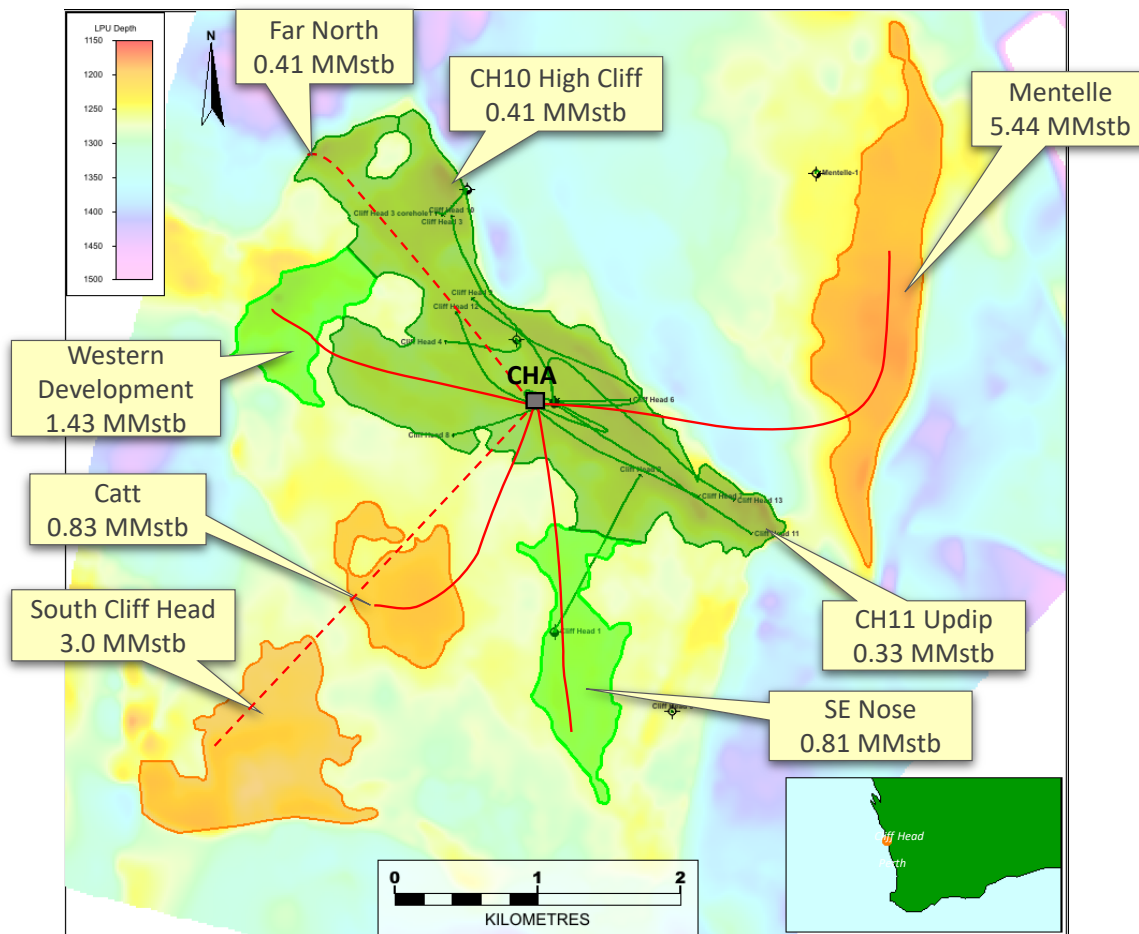 LPU Depth
1150
1200
1250
1300
1350
1400
1450
1500
N
Far North
0.41 MMstb
CH10 High Cliff
0.41 MMstb
Mentelle
5.44 MMstb
Mentelle-1
Cliff Head 10
Cliff Head 3 corehole1
Cliff Head 3
Cliff Head 12
Cliff Head 4
CHA
Cliff Head 6
Western
Development
1.43 MMstb
Catt
0.83 MMstb
Cliff Head 13
Cliff Head 11
South Cliff Head
3.0 MMstb
Cliff Head 1
CH11 Updip
0.33 MMstb
SE Nose
0.81 MMstb
0
1
2
KILOMETRES
Cliff Head
Perth